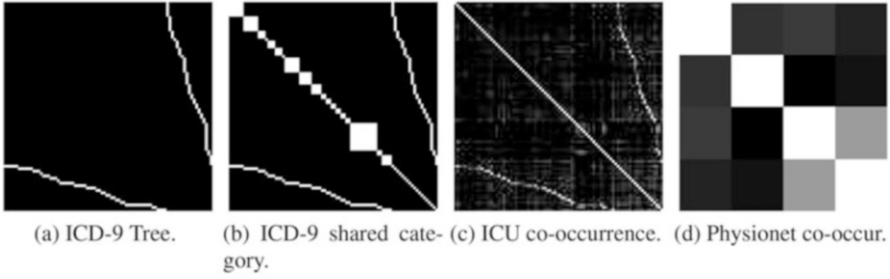 (a) ICD-9 Tree.
(b) ICD-9 shared cate-
gory.
(c) ICU co-occurrence.
(d) Physionet co-occur.